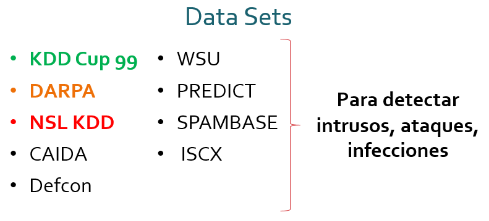 Data Sets
• KDD Cup 99
• DARPA
• NSL KDD
• CAIDA
• Defcon
• WSU
• PREDICT
• SPAMBASE
• ISCX
Para detectar
intrusos, ataques,
infecciones